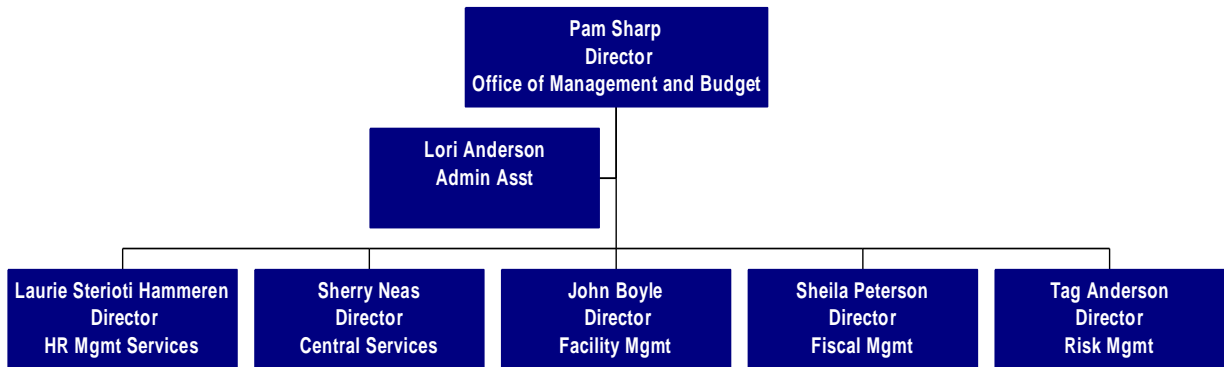 Pam Sharp
Director
Office of Management and Budget
Lori Anderson
Admin Asst
Laurie Sterioti Hammeren
Director
HR Mgmt Services
Sherry Neas
Director
Central Services
John Boyle
Director
Facility Mgmt
Sheila Peterson
Director
Fiscal Mgmt
Tag Anderson
Director
Risk Mgmt